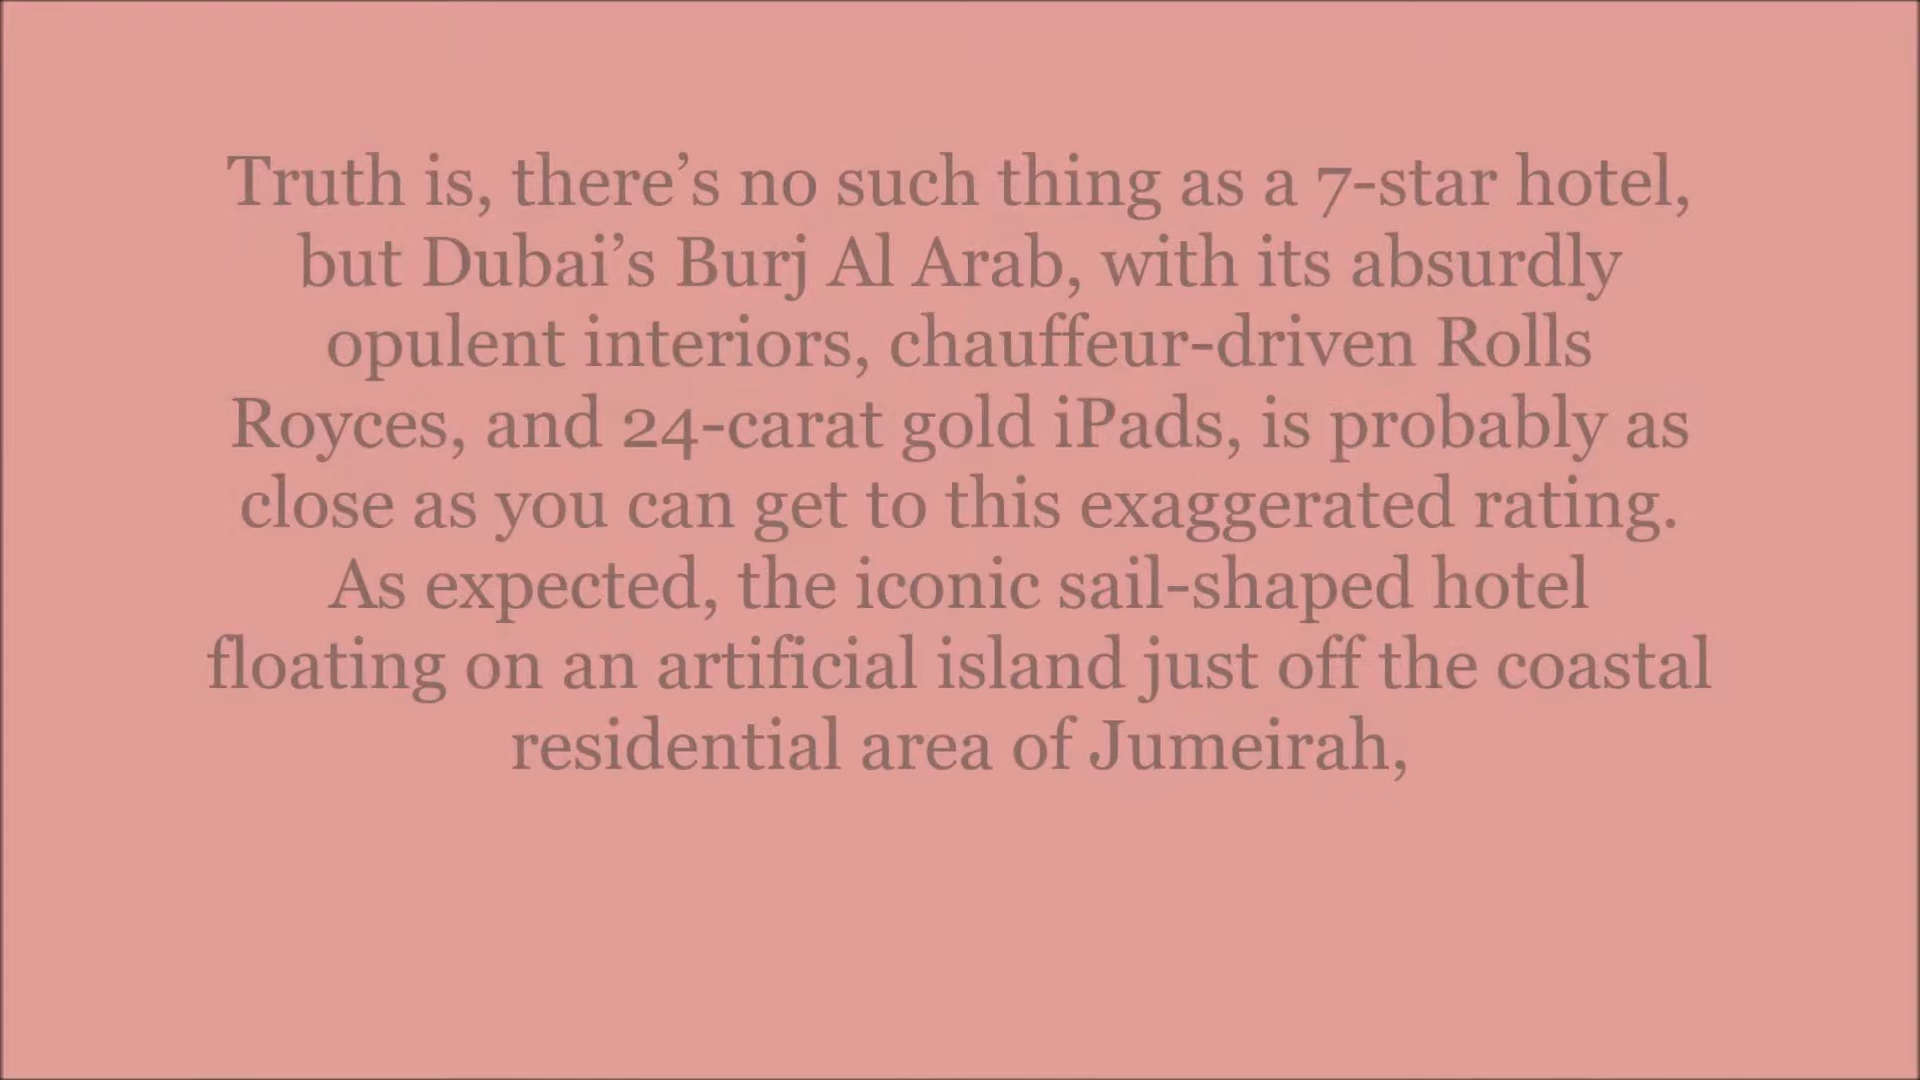 Truth is, there’s no such thing as a 7-star hotel,
but Dubai’s Burj Al Arab, with its absurdly
opulent interiors, chauffeur-driven Rolls
Royces, and 24-carat gold iPads, is probably as
close as you can get to this exaggerated rating.
As expected, the iconic sail-shaped hotel
floating on an artificial island just off the coastal
residential area of Jumeirah,